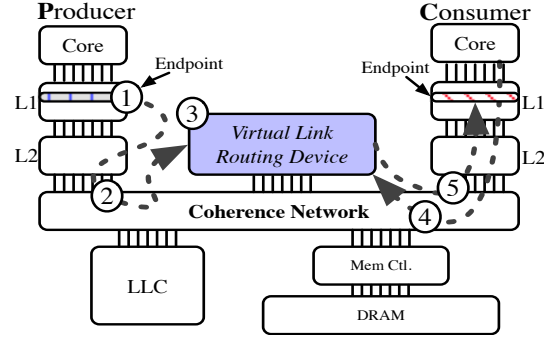 Producer
Consumer
Core
Core
Endpoint
Endpoint
L1
1
3
L1
Virtual Link
Routing Device
L2
L2
2
5
Coherence Network
4
LLC
Mem Ctl.
DRAM